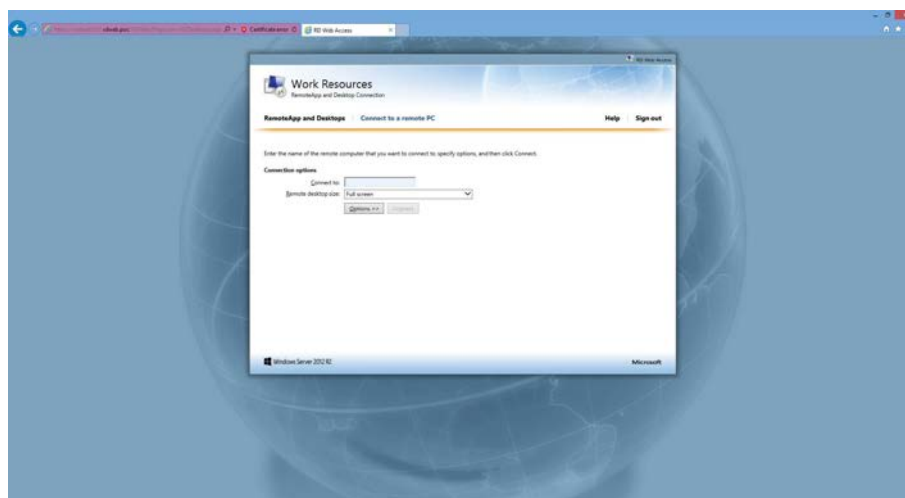 Certificate error
RD Web Access
RD Web Access
Work Resources
RemoteApp and Desktop Connection
RemoteApp and Desktops
Connect to a remote PC
Help
Sign out
Enter the name of the remote computer that you want to connect to, specify options, and then click Connect.
Connection options
Connect to:
Remote desktop size: Full screen
Options >>
Connect
Windows Server 2012 R2
Microsoft